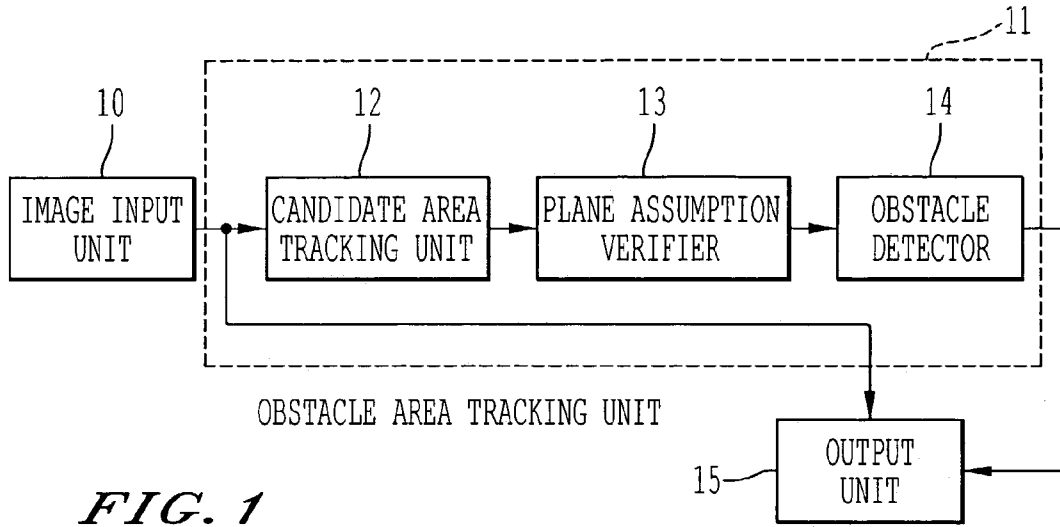 11
10
12
13
14
IMAGE INPUT
UNIT
CANDIDATE AREA
TRACKING UNIT
PLANE ASSUMPTION
VERIFIER
OBSTACLE
DETECTOR
OBSTACLE AREA TRACKING UNIT
15
OUTPUT
UNIT
FIG. 1